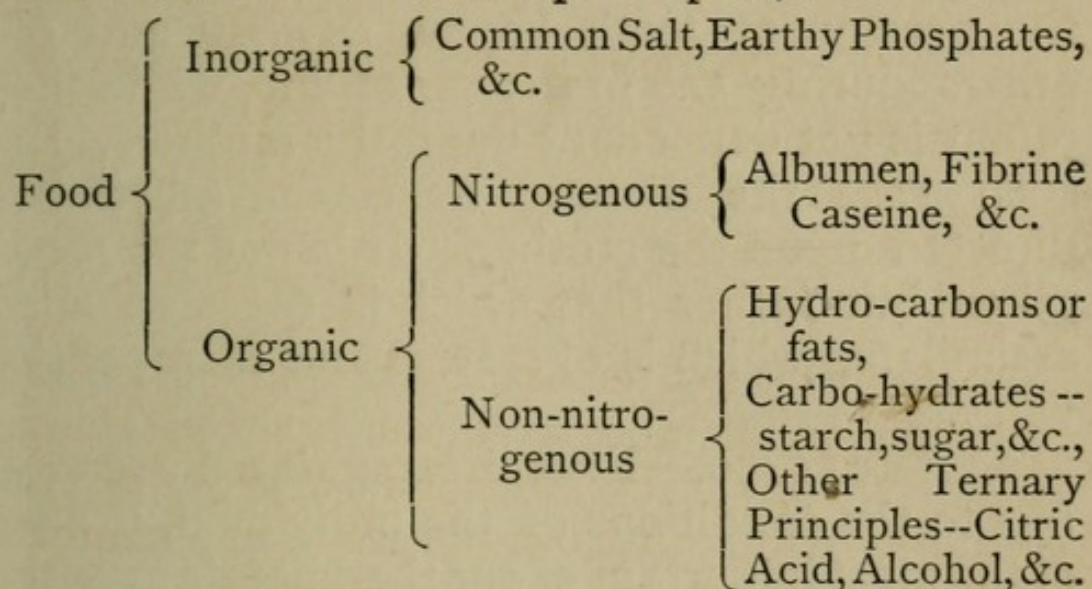 Inorganic
Common Salt, Earthy Phosphates,
&c.
Food
Nitrogenous
Albumen, Fibrine
Caseine, &c.
Organic
Non-nitro-
genous
Hydro-carbons or
fats,
Carbo-hydrates --
starch, sugar, &c.,
Other Ternary
Principles--Citric
Acid, Alcohol, &c.